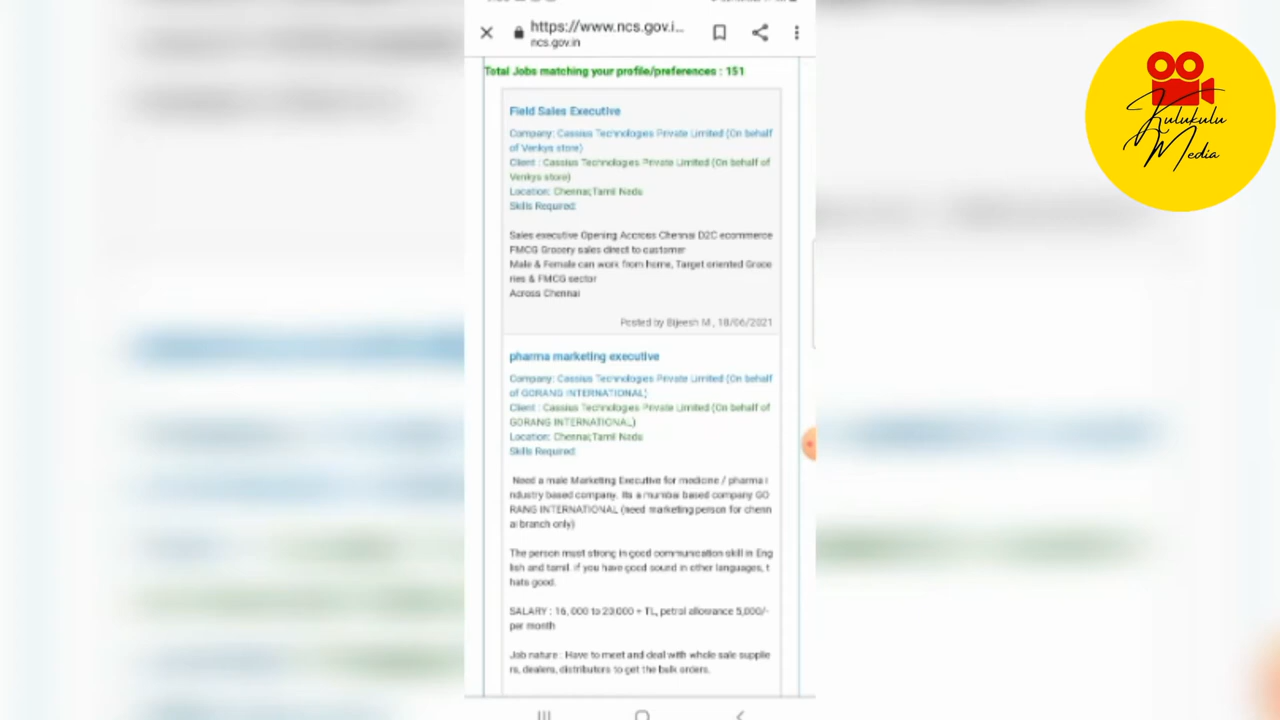 https://www.ncs.gov.i...
ncs.gov.in
Total Jobs matching your profile/preferences : 151
Field Sales Executive
Company: Cassius Technologies Private Limited (On behalf
of Venkys store)
Client : Cassius Technologies Private Limited (On behalf of
Venkys store)
Location: Chennai;Tamil Nadu
Skills Required:
Sales executive Opening Accross Chennai D2C ecommerce
FMCG Grocery sales direct to customer
Male & Female can work from home, Target oriented Groce
ries & FMCG sector
Across Chennai
Posted by Bijeesh M , 18/06/2021
pharma marketing executive
Company: Cassius Technologies Private Limited (On behalf
of GORANG INTERNATIONAL)
Client : Cassius Technologies Private Limited (On behalf of
GORANG INTERNATIONAL)
Location: Chennai;Tamil Nadu
Skills Required:
Need a male Marketing Executive for medicine / pharma i
ndustry based company. Its a mumbai based company GO
RANG INTERNATIONAL (need marketing person for chenn
ai branch only)
The person must strong in good communication skill in Eng
lish and tamil. if you have good sound in other languages, t
hats good.
SALARY : 16, 000 to 20,000 + TL, petrol allowance 5,000/-
per month
Job nature : Have to meet and deal with whole sale supplie
rs, dealers, distributors to get the bulk orders.
Kulukulu
Media